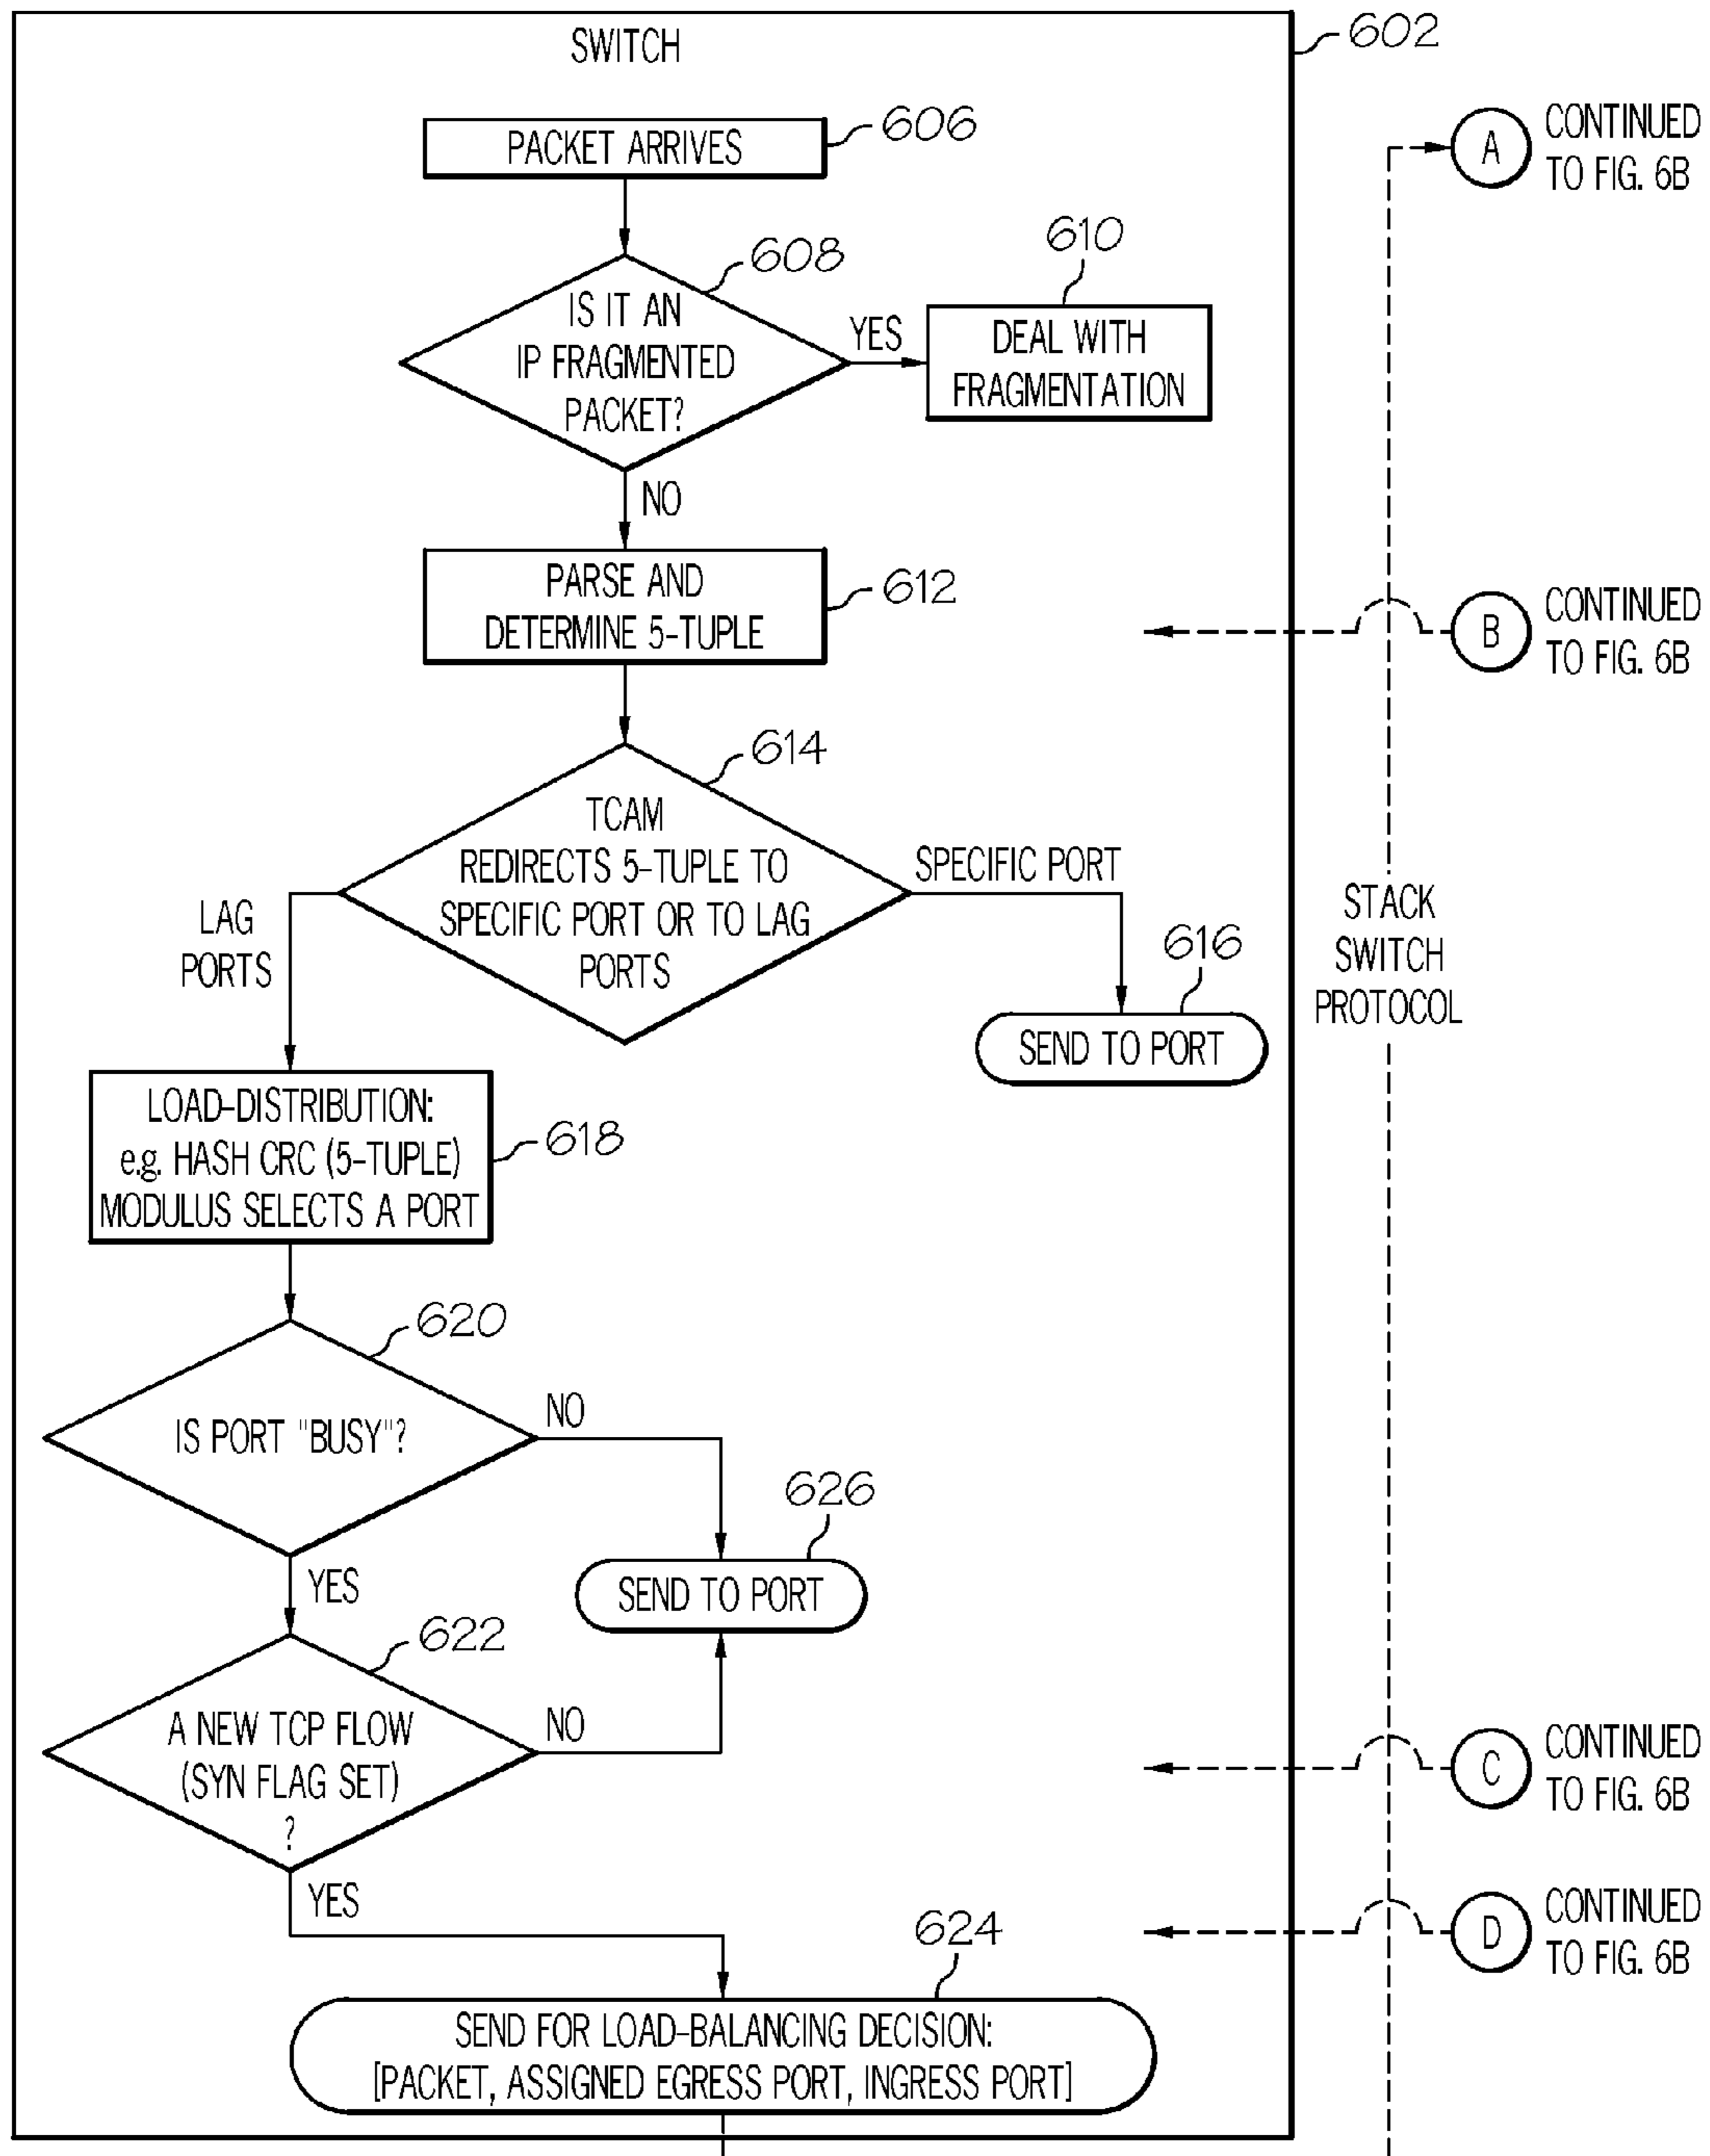 SWITCH
602
PACKET ARRIVES
606
A
CONTINUED
TO FIG. 6B
608
610
IS IT AN
IP FRAGMENTED
PACKET?
YES
DEAL WITH
FRAGMENTATION
NO
PARSE AND
DETERMINE 5-TUPLE
612
B
CONTINUED
TO FIG. 6B
614
TCAM
REDIRECTS 5-TUPLE TO
SPECIFIC PORT OR TO LAG
PORTS
SPECIFIC PORT
LAG
PORTS
616
SEND TO PORT
STACK
SWITCH
PROTOCOL
LOAD-DISTRIBUTION:
e.g. HASH CRC (5-TUPLE)
MODULUS SELECTS A PORT
618
620
IS PORT "BUSY"?
NO
YES
626
SEND TO PORT
622
A NEW TCP FLOW
(SYN FLAG SET)
?
NO
C
CONTINUED
TO FIG. 6B
YES
D
CONTINUED
TO FIG. 6B
624
SEND FOR LOAD-BALANCING DECISION:
[PACKET, ASSIGNED EGRESS PORT, INGRESS PORT]